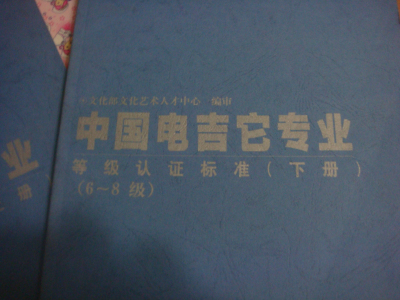 文化部文化艺术人才中心 编审
中国电吉它专业
等级认证标准（下册）
（6～8 级）
业
册